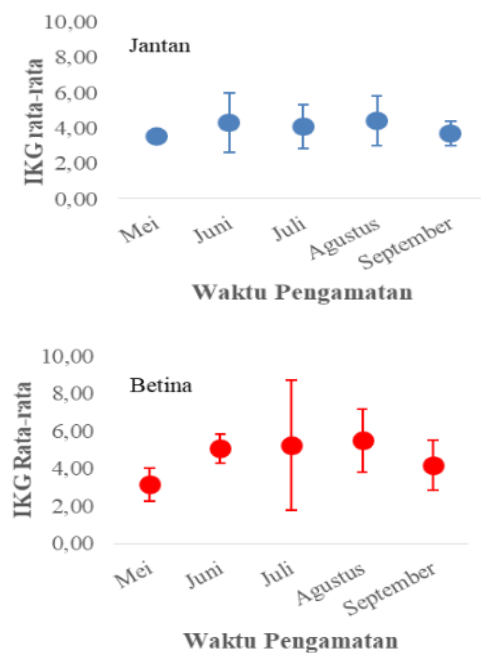 10,00
Jantan
8,00
6,00
4,00
2,00
0,00
IKG rata-rata
Mei
Juni
Juli
Agustus
September
Waktu Pengamatan
10,00
Betina
8,00
6,00
4,00
2,00
0,00
IKG Rata-rata
Mei
Juni
Juli
Agustus
September
Waktu Pengamatan